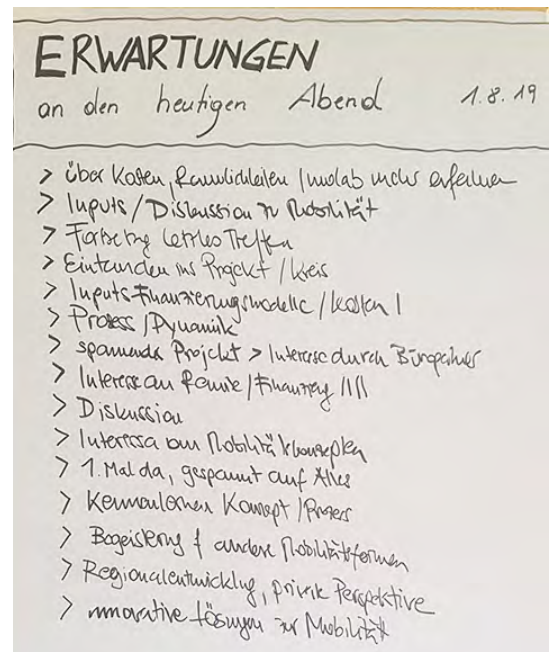 ERWARTUNGEN
an den heutigen Abend 1.8.19
> über Kosten, Räumlichkeiten / mehr erfahren
> Inputs / Diskussion zu Mobilität
> Fortsetzung letztes Treffen
> Eintauchen ins Projekt / Kreis
> Inputs Finanzierungsmodelle / Kosten I
> Prozess / Dynamik
> spannendes Projekt > Interesse durch
> Interesse an Räume / Finanzierung IIII
> Diskussion
> Interesse am Mobilitätskonzepten
> 1. Mal da, gespannt auf Alles
> Kennenlernen Konzept / Prozess
> Begeisterung f andere Mobilitätsformen
> Regionalentwicklung, private Perspektive
> innovative Lösungen zur Mobilität